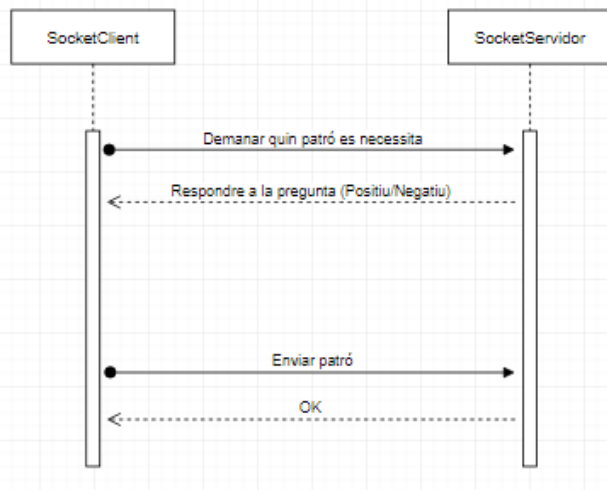 SocketClient
SocketServidor
Demanar quin patró es necessita
Respondre a la pregunta (Positiu/Negatiu)
Enviar patró
OK